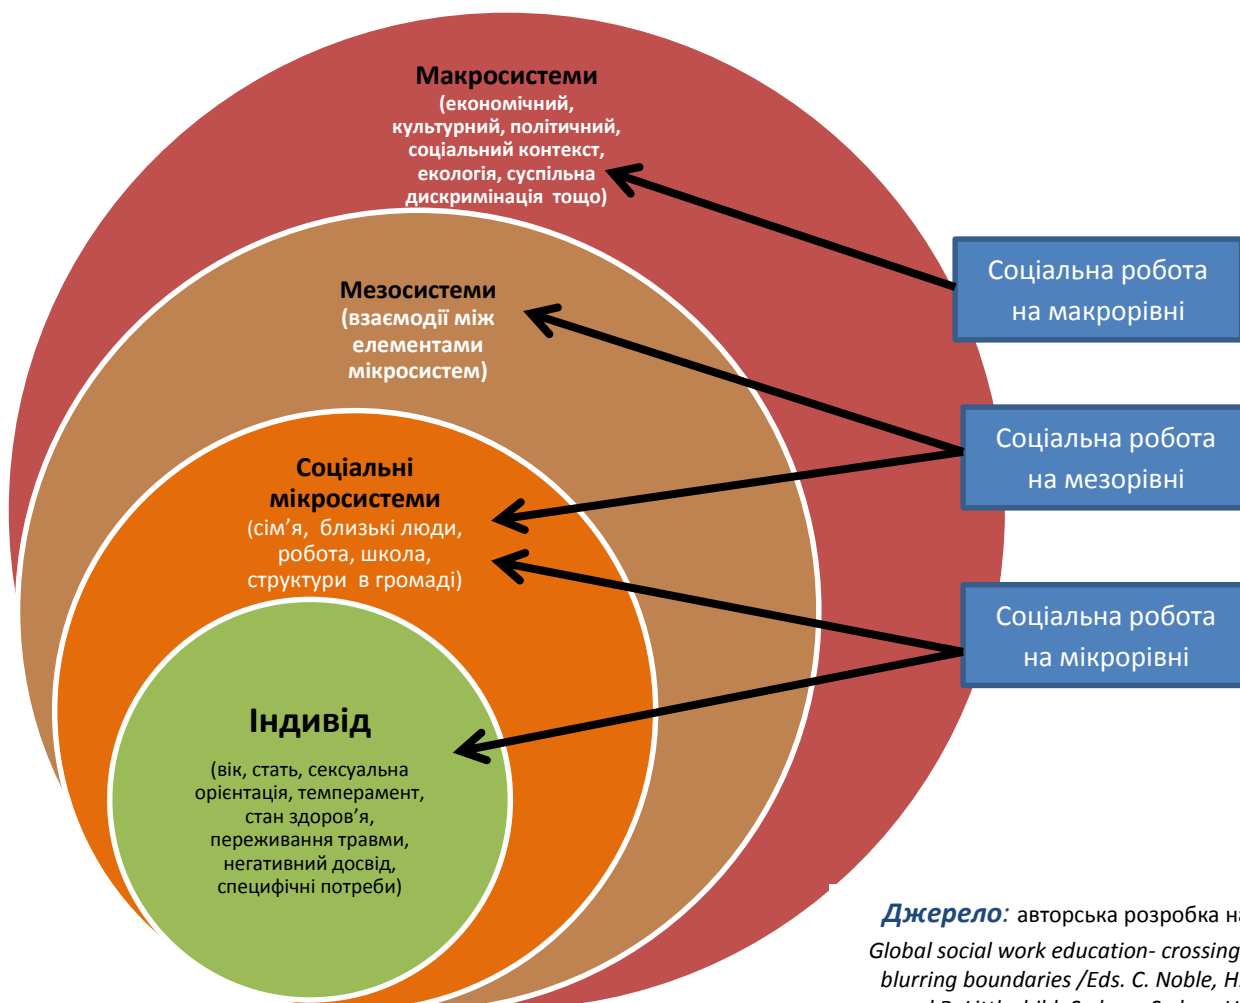 Макросистеми
(економічний,
культурний, політичний,
соціальний контекст,
екологія, суспільна
дискримінація  тощо)
Мезосистеми
(взаємодії між
елементами
мікросистем)
Соціальні
мікросистеми
(сім’я,  близькі люди,
робота, школа,
структури  в громаді)
Індивід
(вік, стать, сексуальна
орієнтація, темперамент,
стан здоров’я,
переживання травми,
негативний досвід,
специфічні потреби)
Соціальна робота
на макрорівні
Соціальна робота
на мезорівні
Соціальна робота
на мікрорівні
Джерело: авторська розробка
Global social work education- crossing
blurring boundaries /Eds. C. Noble, H.